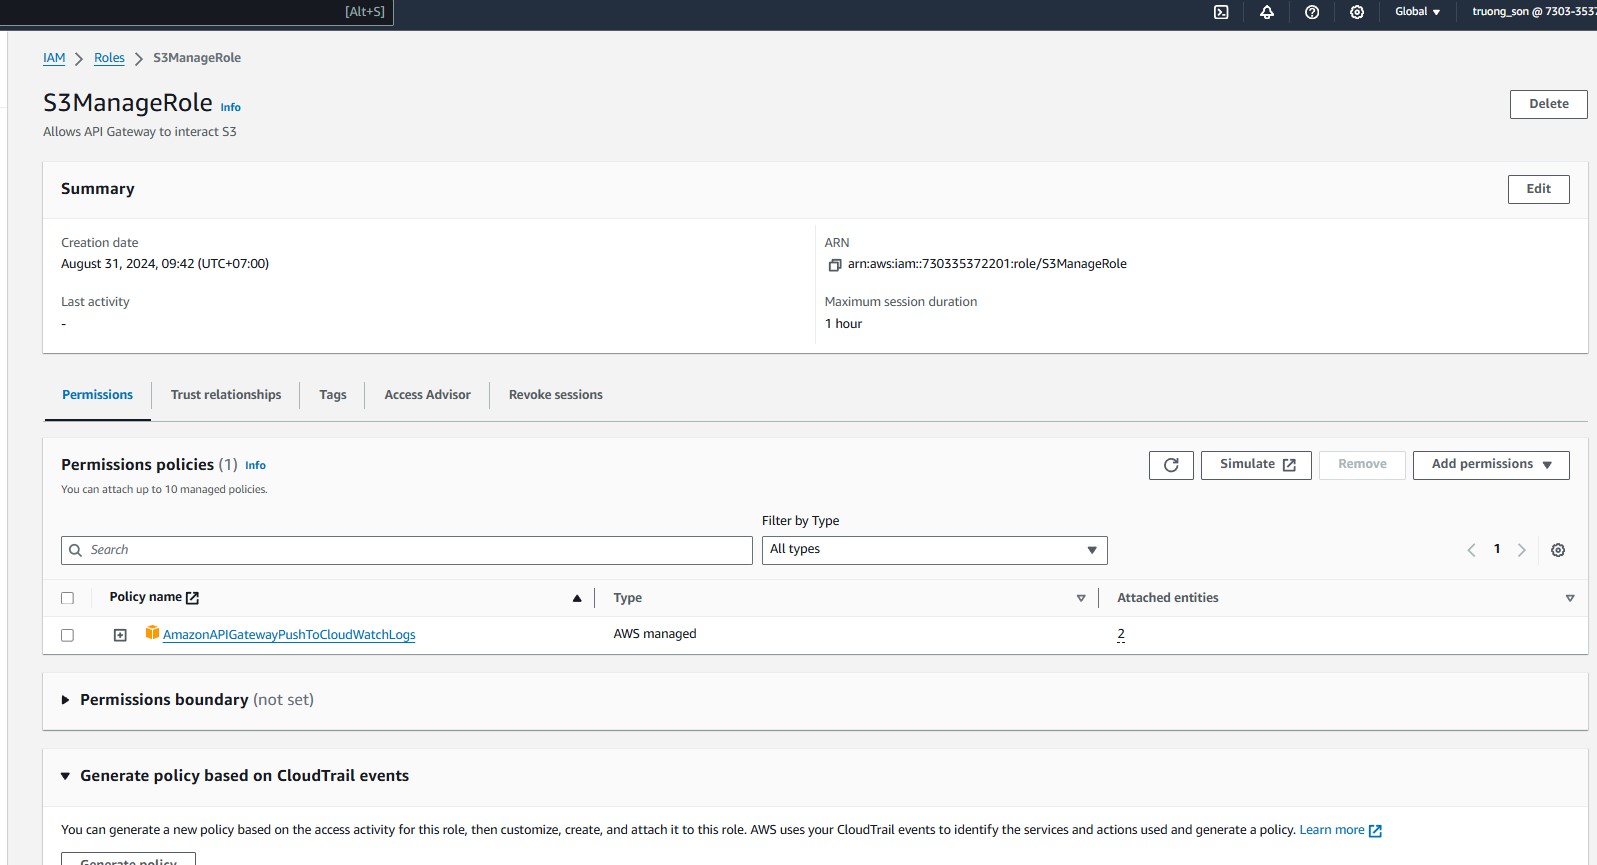 [Alt+S]
Global
truong_son @ 7303-3537
IAM
Roles
S3ManageRole
S3ManageRole
Info
Delete
Allows API Gateway to interact S3
Summary
Edit
Creation date
ARN
August 31, 2024, 09:42 (UTC+07:00)
arn:aws:iam::730335372201:role/S3ManageRole
Last activity
Maximum session duration
-
1 hour
Permissions
Trust relationships
Tags
Access Advisor
Revoke sessions
Permissions policies (1)
Info
Simulate
Remove
Add permissions
You can attach up to 10 managed policies.
Filter by Type
Search
All types
1
Policy name
Type
Attached entities
AmazonAPIGatewayPushToCloudWatchLogs
AWS managed
2
Permissions boundary (not set)
Generate policy based on CloudTrail events
You can generate a new policy based on the access activity for this role, then customize, create, and attach it to this role. AWS uses your CloudTrail events to identify the services and actions used and generate a policy. Learn more
Generate policy